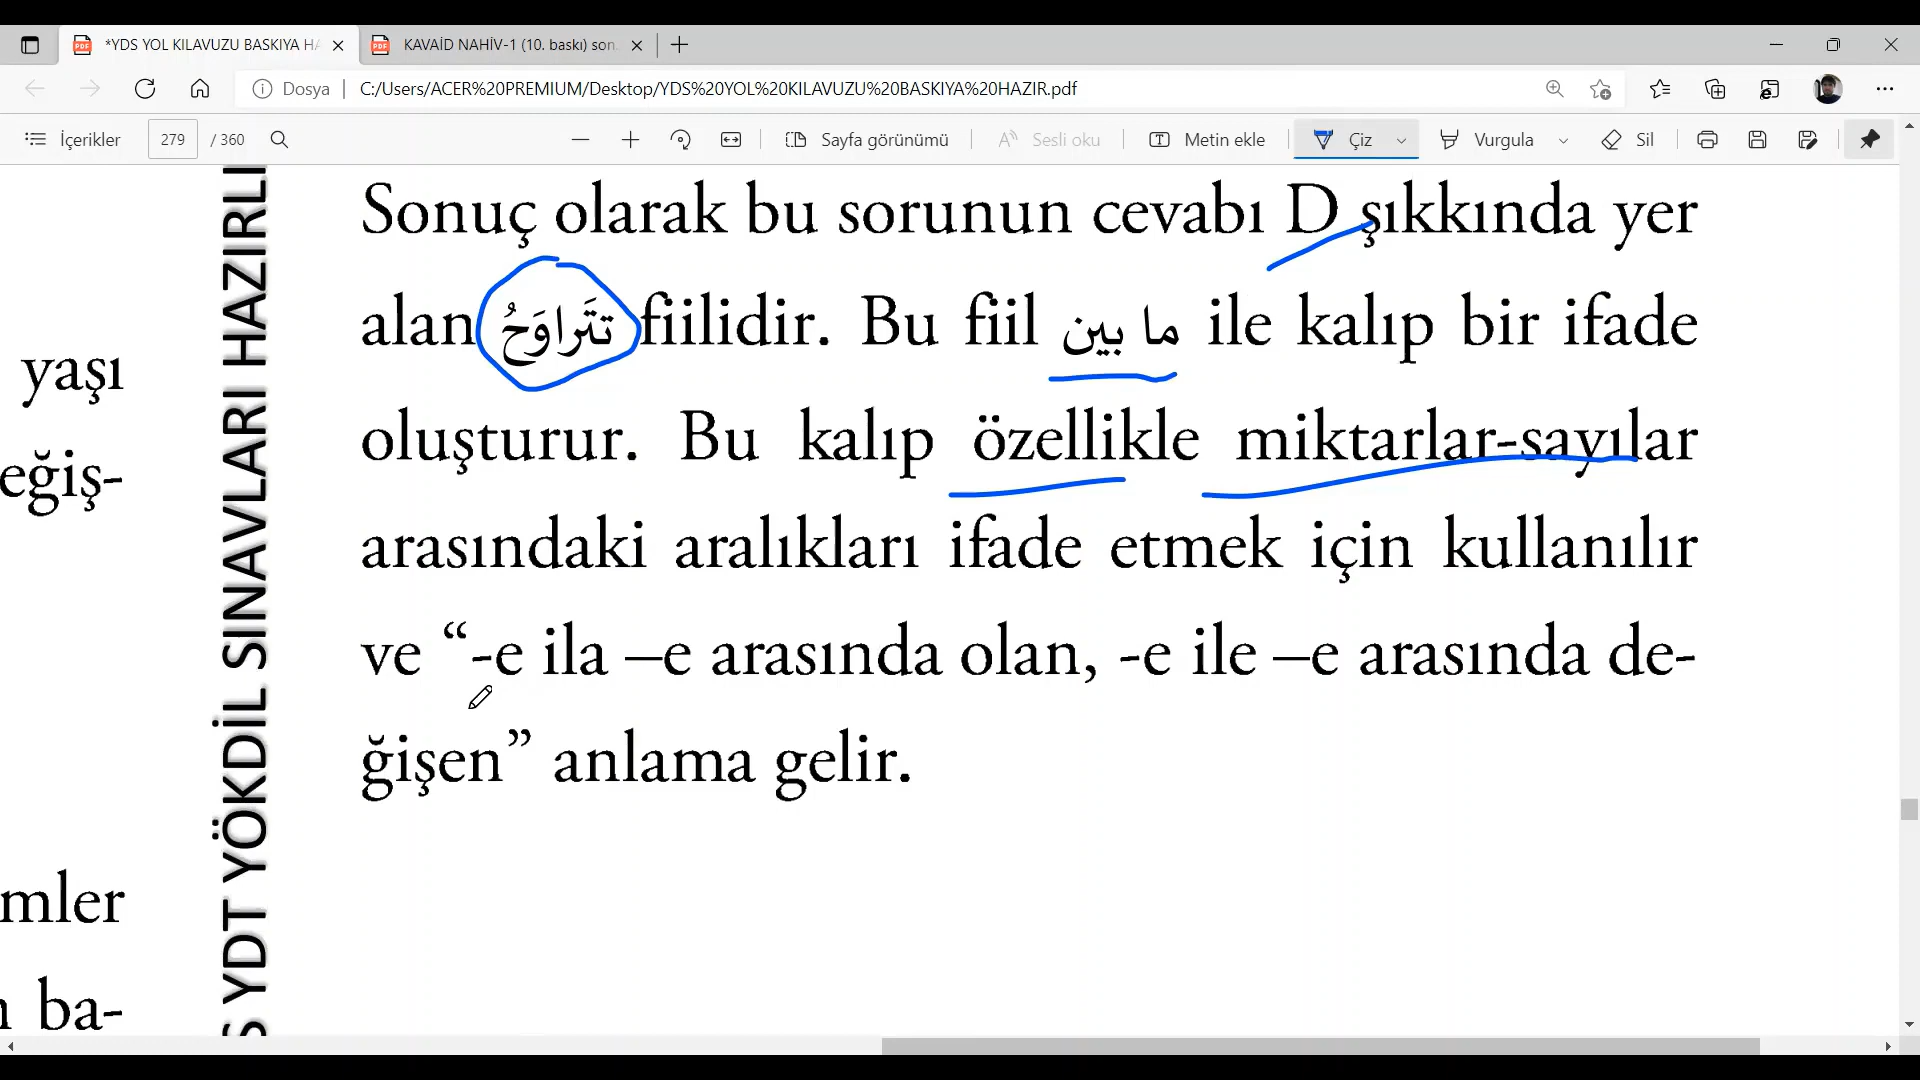 *YDS YOL KILAVUZU BASKIYA HA
KAVAİD NAHİV-1 (10. baskı) son.
Dosya
C:/Users/ACER%20PREMIUM/Desktop/YDS%20YOL%20KILAVUZU%20BASKIYA%20HAZIR.pdf
İçerikler
279 / 360
Sayfa görünümü
Sesli oku
Metin ekle
Çiz
Vurgula
Sil
yaşı
eğiş-
mler
ba-
YDT YÖKDİL SINAVLARI HAZIRLI
Sonuç olarak bu sorunun cevabı D şıkkında yer
alan تَتَراوَحُ fiilidir. Bu fiil ما بين ile kalıp bir ifade
oluşturur. Bu kalıp özellikle miktarlar-sayılar
arasındaki aralıkları ifade etmek için kullanılır
ve “-e ila –e arasında olan, -e ile –e arasında de-
ğişen” anlama gelir.